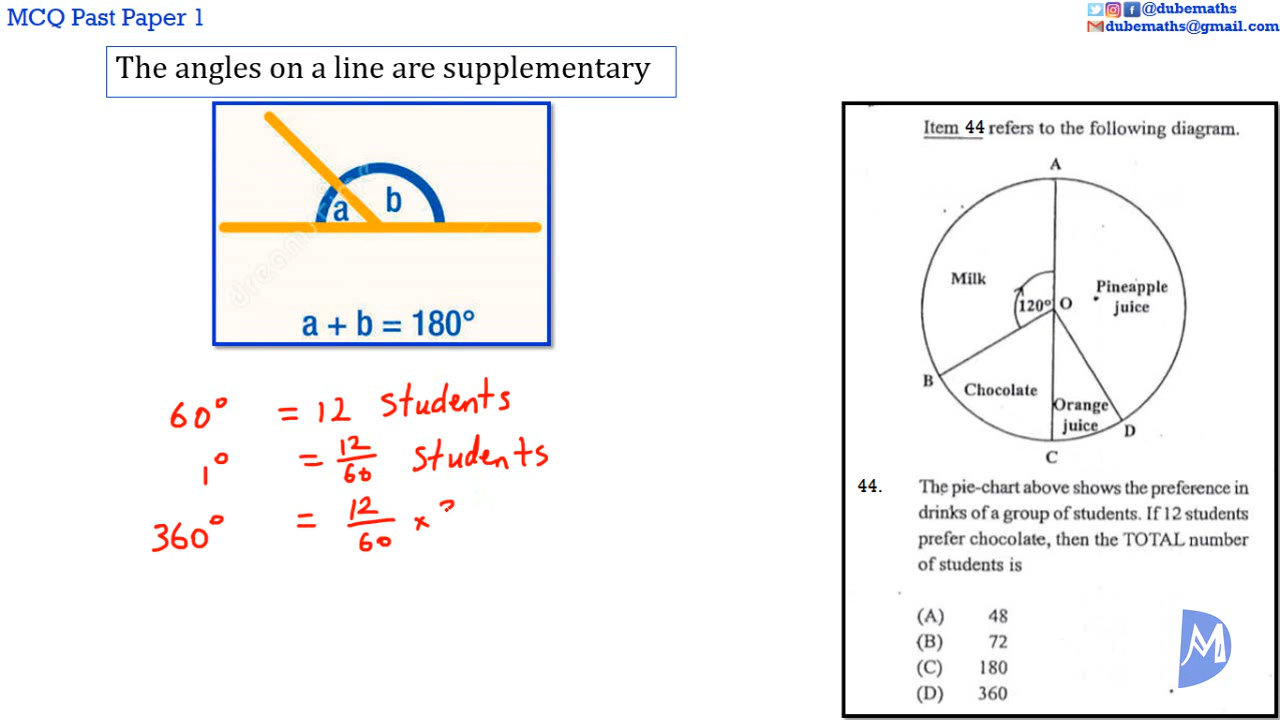 MCQ Past Paper 1
@dubemaths
dubemaths@gmail.com
The angles on a line are supplementary
a
b
a + b = 180°
60° = 12 students
1° = 12/60 students
360° = 12/60 ×
Item 44 refers to the following diagram.
A
Milk
Pineapple
juice
120°
O
B
Chocolate
Orange
juice
D
C
44. The pie-chart above shows the preference in
drinks of a group of students. If 12 students
prefer chocolate, then the TOTAL number
of students is
(A) 48
(B) 72
(C) 180
(D) 360
M